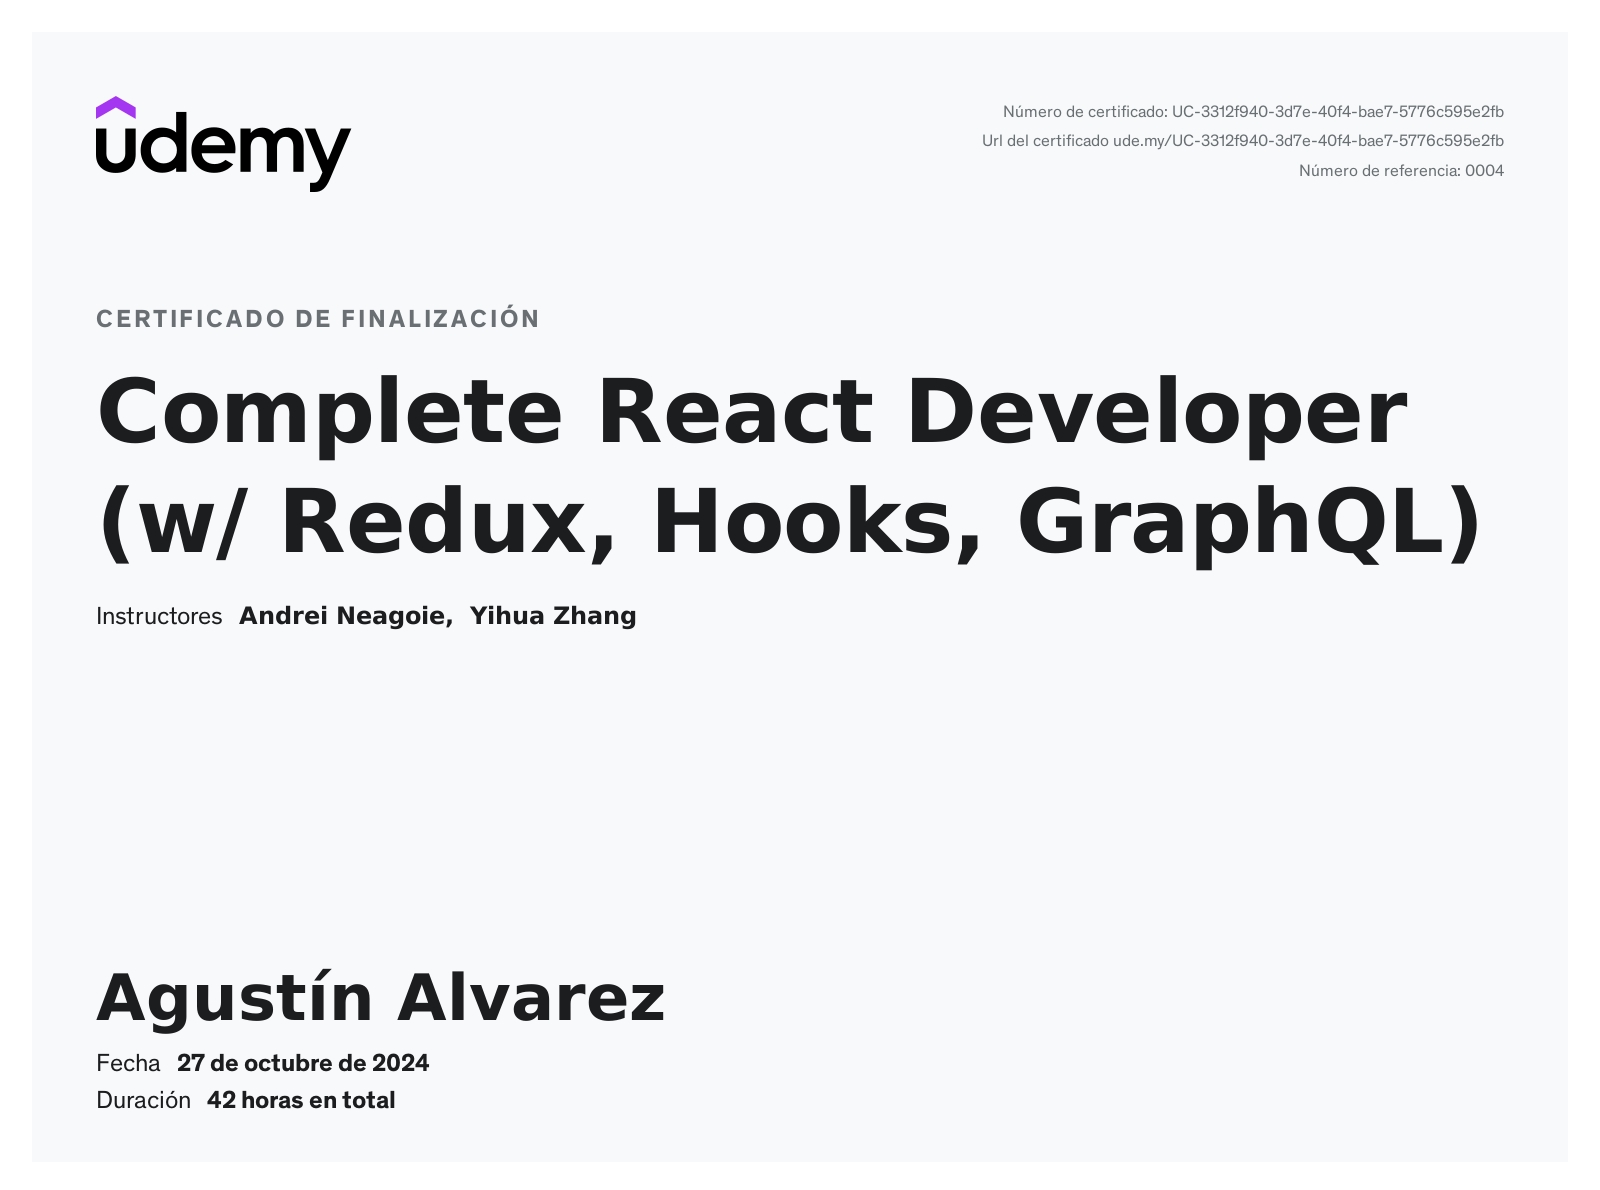 udemy
Número de certificado: UC-3312f940-3d7e-40f4-bae7-5776c595e2fb
Url del certificado ude.my/UC-3312f940-3d7e-40f4-bae7-5776c595e2fb
Número de referencia: 0004
CERTIFICADO DE FINALIZACIÓN
Complete React Developer
(w/ Redux, Hooks, GraphQL)
Instructores Andrei Neagoie, Yihua Zhang
Agustín Alvarez
Fecha 27 de octubre de 2024
Duración 42 horas en total